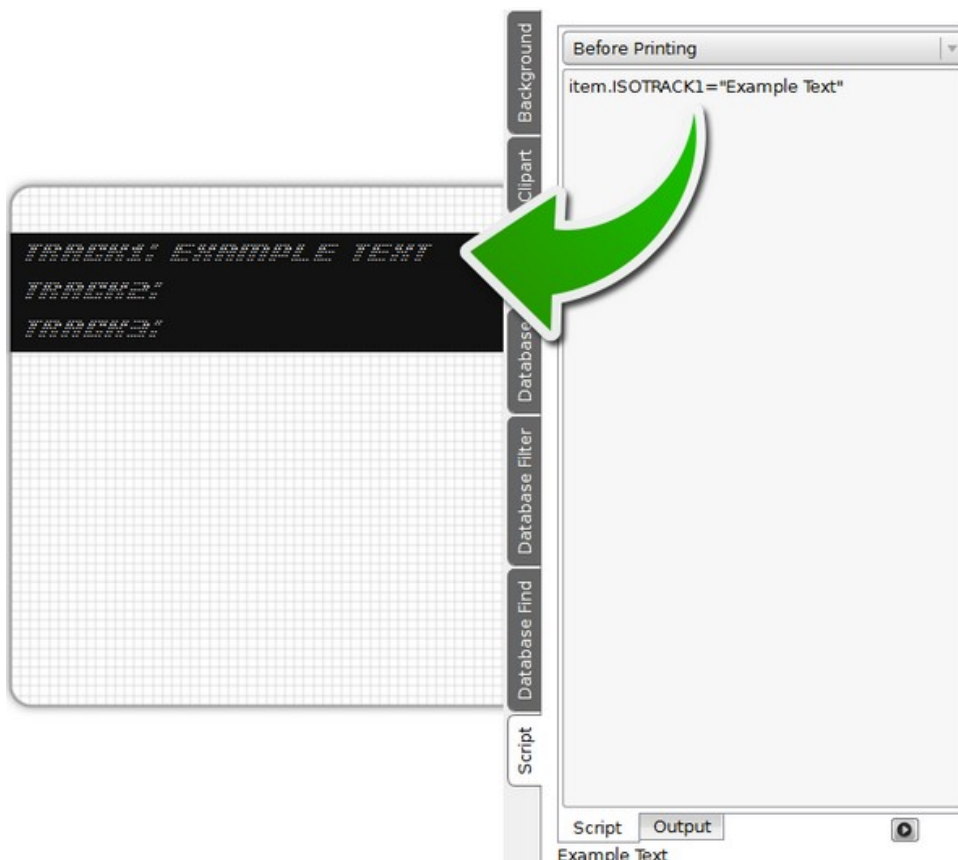 TRACK1: EXAMPLE TEXT
TRACK2:
TRACK3:
Background
Clipart
Database
Database Filter
Database Find
Script
Before Printing
item.ISOTRACK1="Example Text"
Script
Output
Example Text